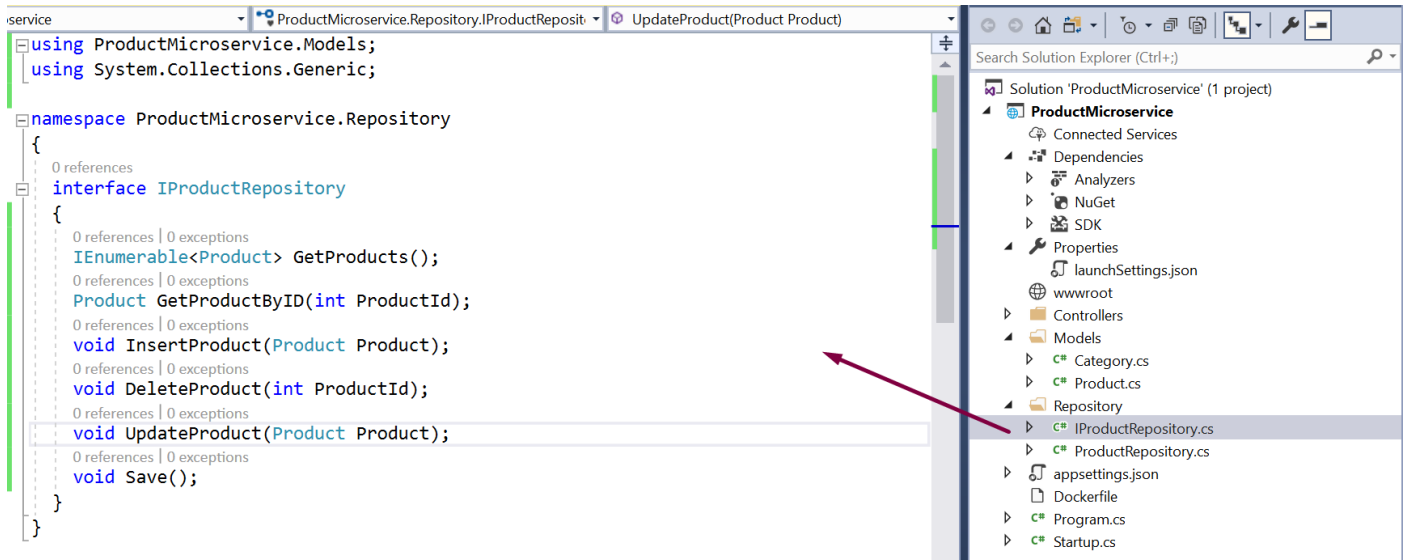 oservice
ProductMicroservice.Repository.IProductReposit
UpdateProduct(Product Product)
using ProductMicroservice.Models;
using System.Collections.Generic;
namespace ProductMicroservice.Repository
{
0 references
interface IProductRepository
{
0 references | 0 exceptions
IEnumerable<Product> GetProducts();
0 references | 0 exceptions
Product GetProductByID(int ProductId);
0 references | 0 exceptions
void InsertProduct(Product Product);
0 references | 0 exceptions
void DeleteProduct(int ProductId);
0 references | 0 exceptions
void UpdateProduct(Product Product);
0 references | 0 exceptions
void Save();
}
}
Search Solution Explorer (Ctrl+;)
Solution 'ProductMicroservice' (1 project)
ProductMicroservice
Connected Services
Dependencies
Analyzers
NuGet
SDK
Properties
launchSettings.json
wwwroot
Controllers
Models
C# Category.cs
C# Product.cs
Repository
C# IProductRepository.cs
C# ProductRepository.cs
appsettings.json
Dockerfile
C# Program.cs
C# Startup.cs